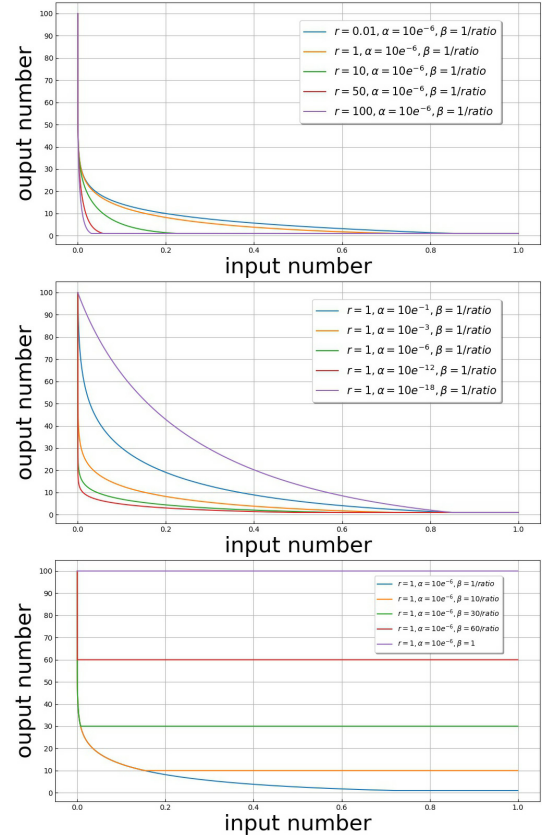 100
90
80
70
60
50
40
30
20
10
0
0.0 0.2 0.4 0.6 0.8 1.0
ouput number
input number
r = 0.01, α = 10e⁻⁶, β = 1/ratio
r = 1, α = 10e⁻⁶, β = 1/ratio
r = 10, α = 10e⁻⁶, β = 1/ratio
r = 50, α = 10e⁻⁶, β = 1/ratio
r = 100, α = 10e⁻⁶, β = 1/ratio
100
90
80
70
60
50
40
30
20
10
0
0.0 0.2 0.4 0.6 0.8 1.0
ouput number
input number
r = 1, α = 10e⁻¹, β = 1/ratio
r = 1, α = 10e⁻³, β = 1/ratio
r = 1, α = 10e⁻⁶, β = 1/ratio
r = 1, α = 10e⁻¹², β = 1/ratio
r = 1, α = 10e⁻¹⁸, β = 1/ratio
100
90
80
70
60
50
40
30
20
10
0
0.0 0.2 0.4 0.6 0.8 1.0
ouput number
input number
r = 1, α = 10e⁻⁶, β = 1/ratio
r = 1, α = 10e⁻⁶, β = 10/ratio
r = 1, α = 10e⁻⁶, β = 30/ratio
r = 1, α = 10e⁻⁶, β = 60/ratio
r = 1, α = 10e⁻⁶, β = 1